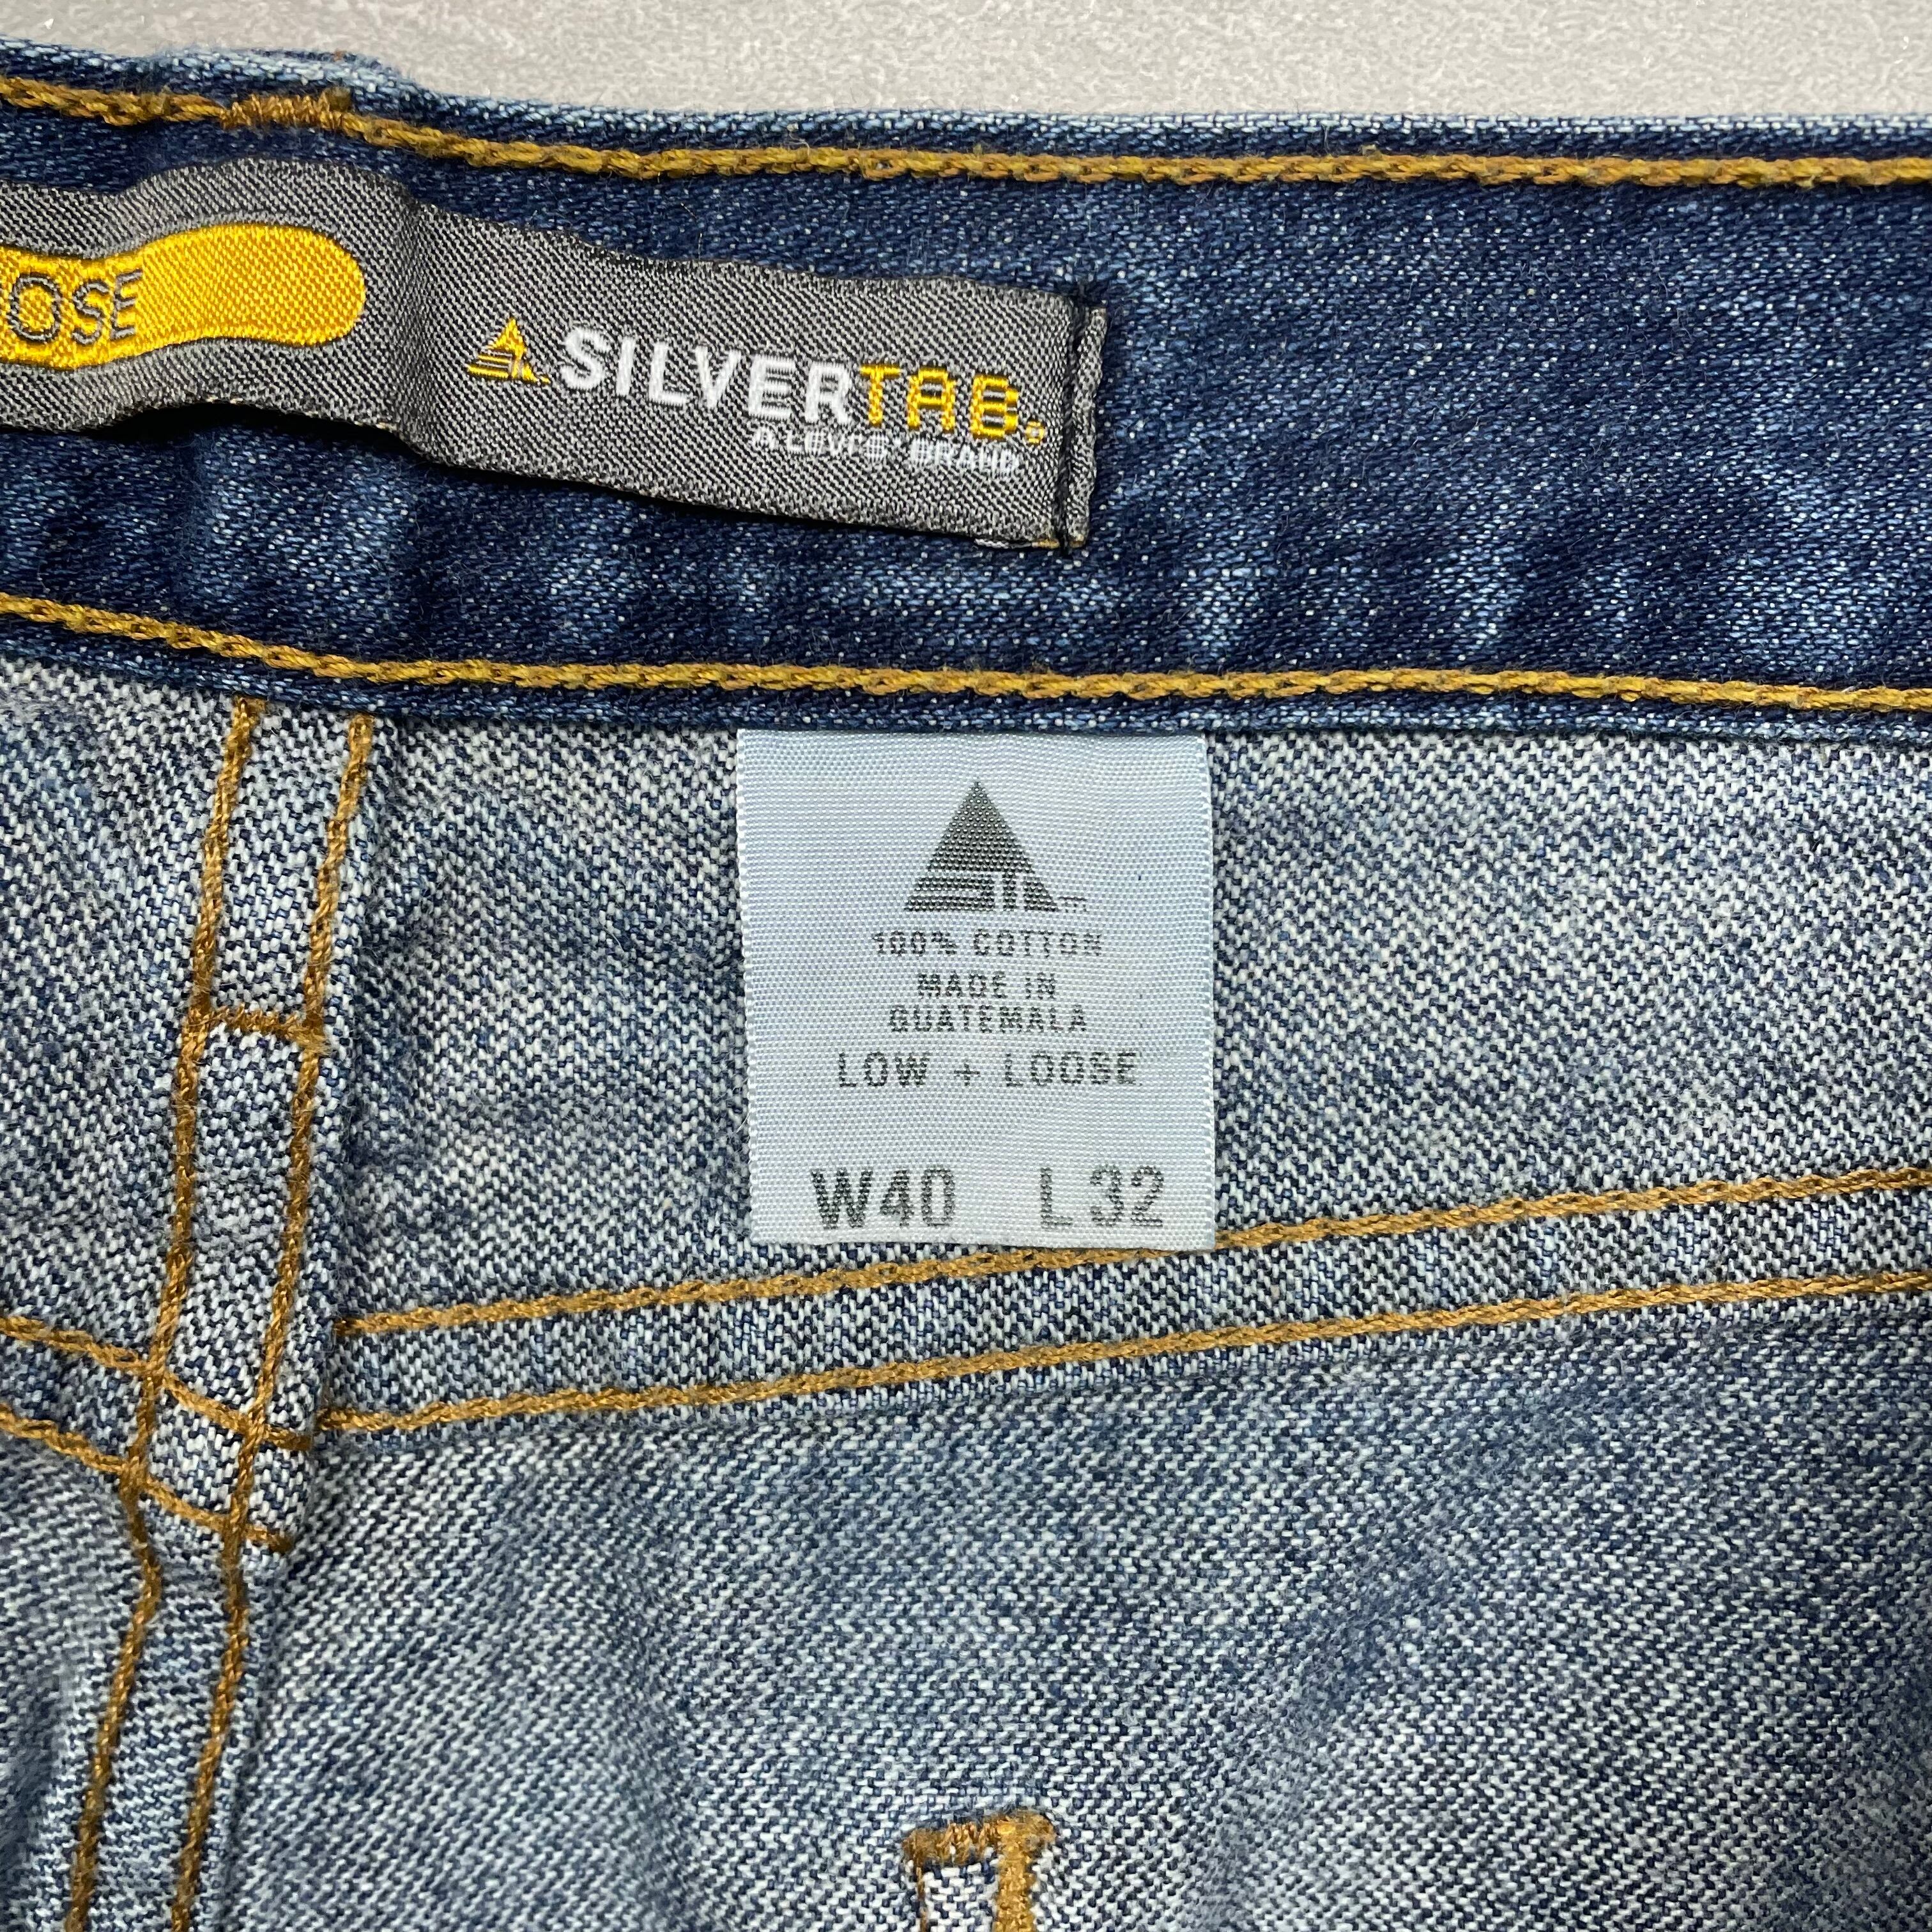 OSE
SILVERTAB®
A LEVI'S® BRAND
100% COTTON
MADE IN
GUATEMALA
LOW + LOOSE
W40 L32